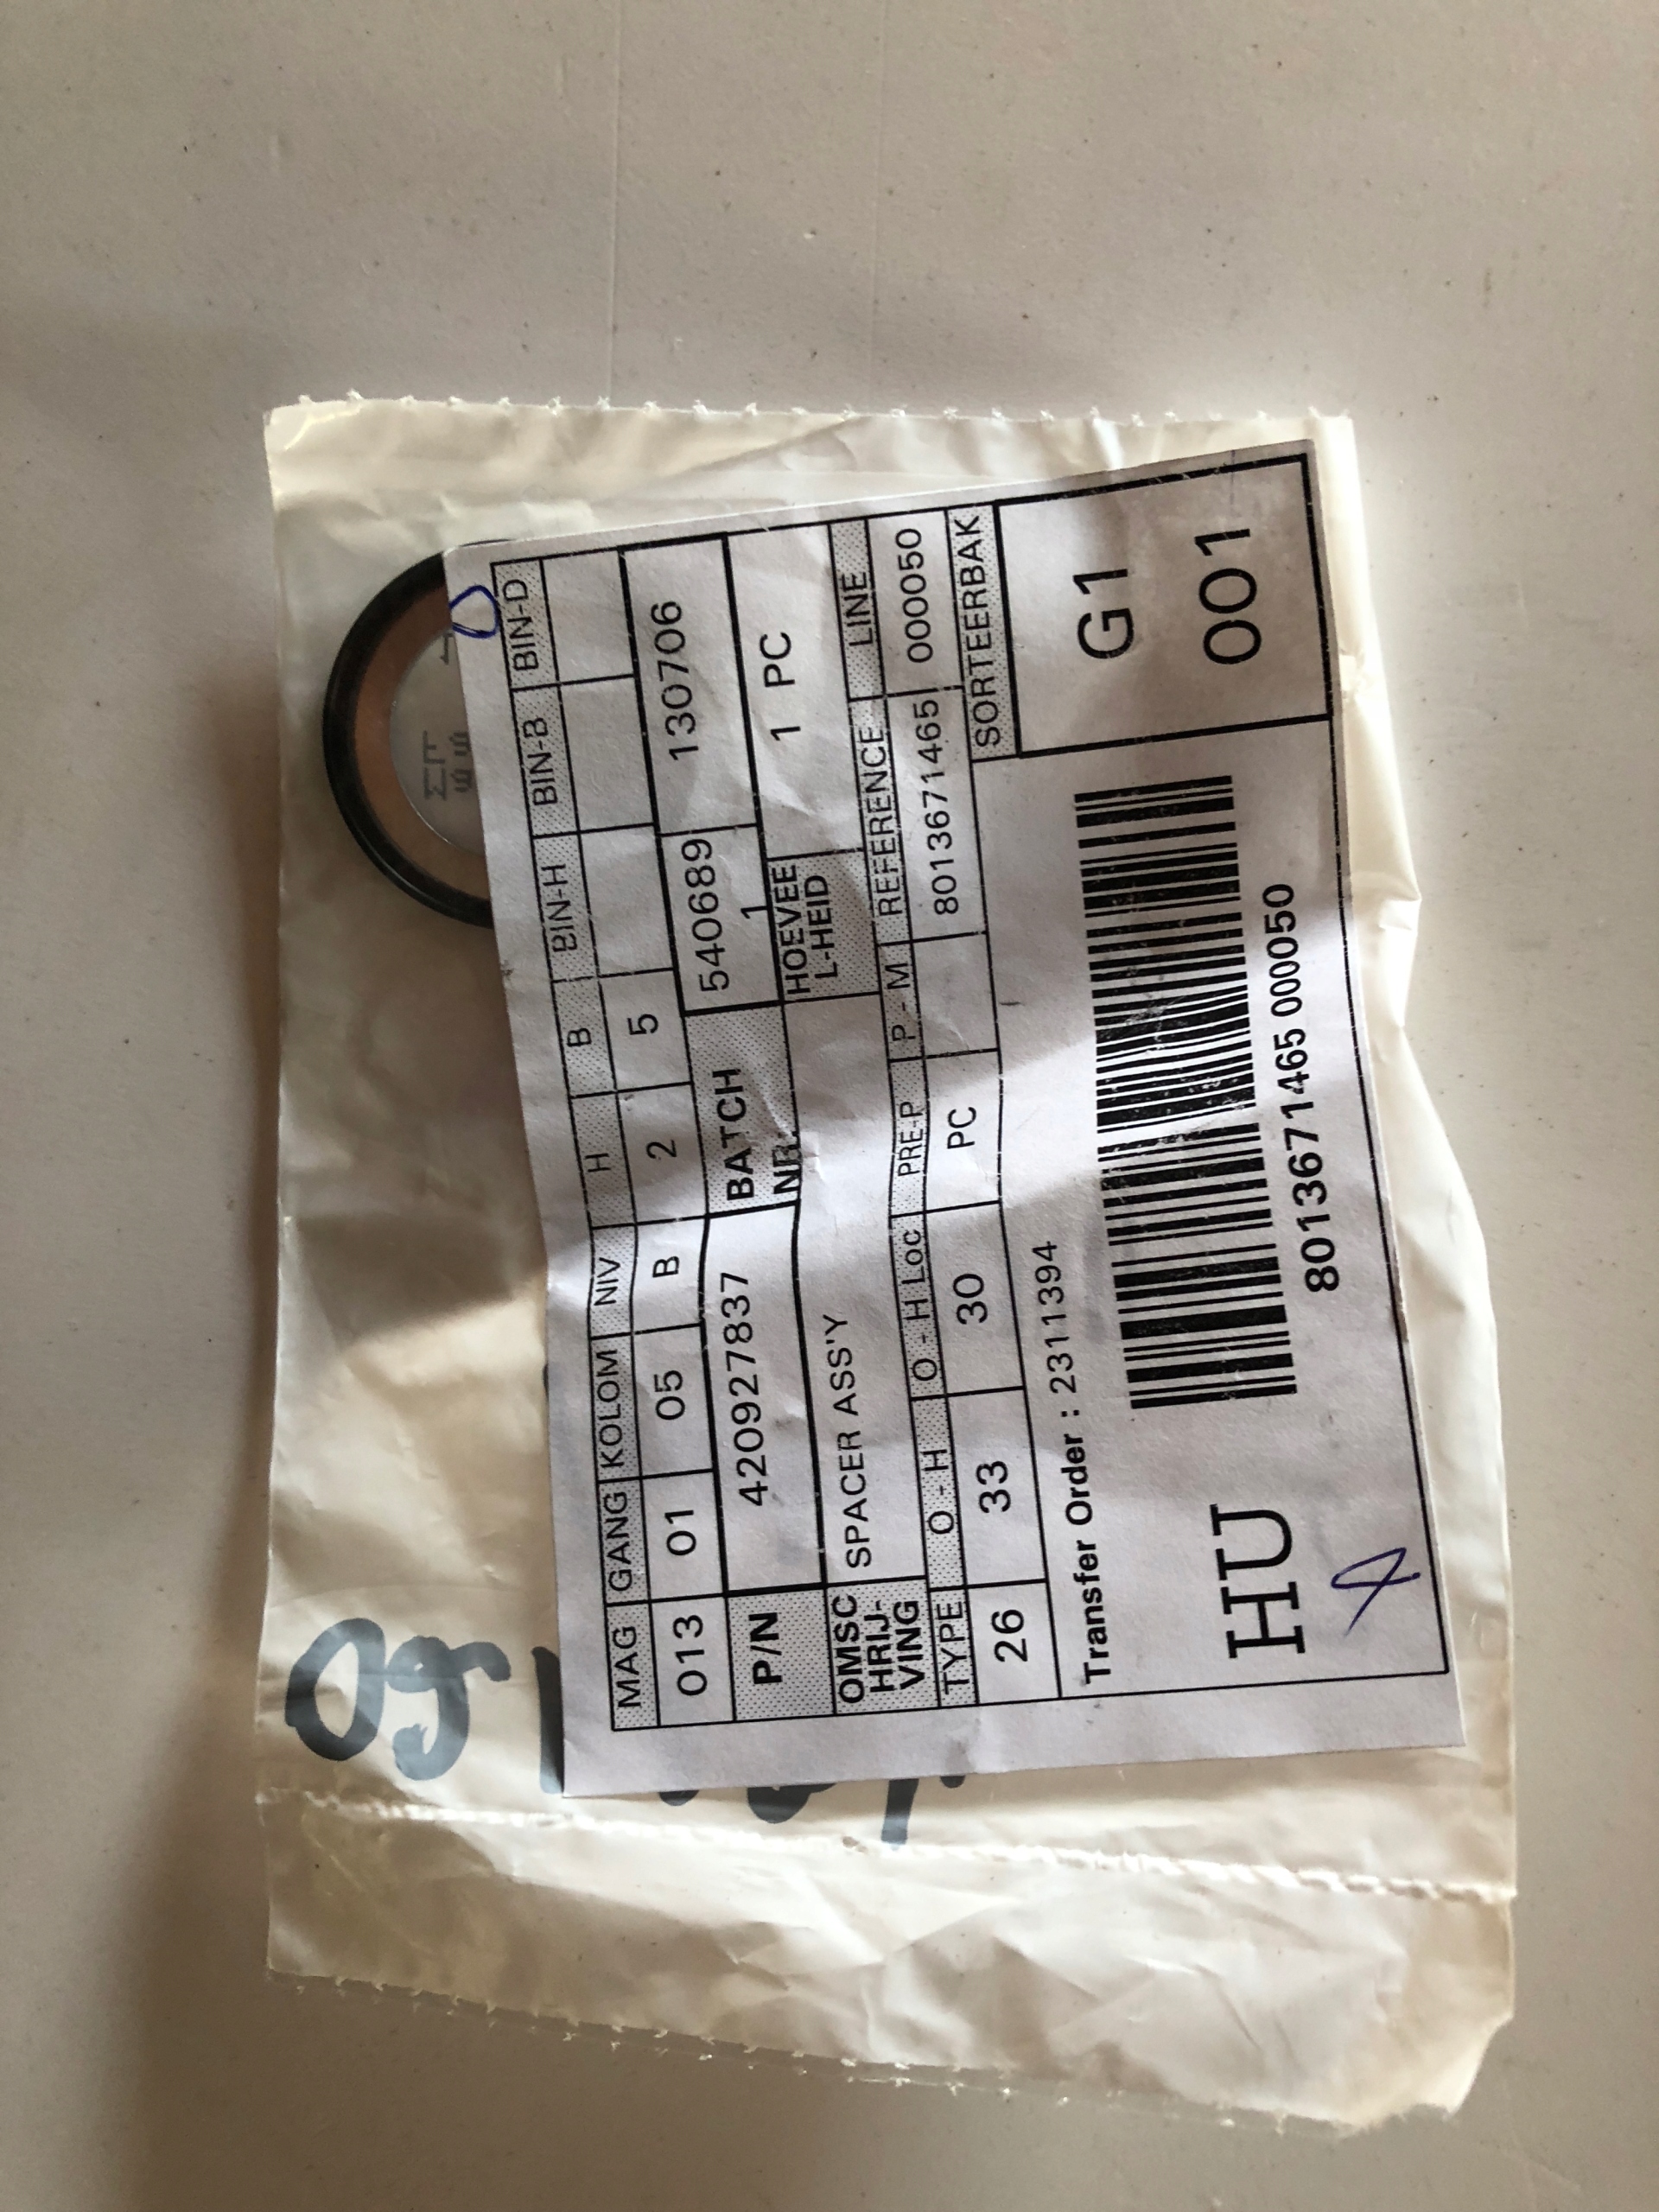 MAG GANG KOLOM NIV H B BIN-H BIN-B BIN-D
013 01 05 B 2 5
P/N 420927837 BATCH NR. 540689 1 130706
OMSC HRIJ- VING SPACER ASS'Y HOEVEE L-HEID 1 PC
TYPE O - H O - H Loc PRE-P P - M REFERENCE LINE
26 33 30 PC 8013671465 000050
Transfer Order : 2311394
SORTEERBAK
G1
001
HU
8013671465 000050